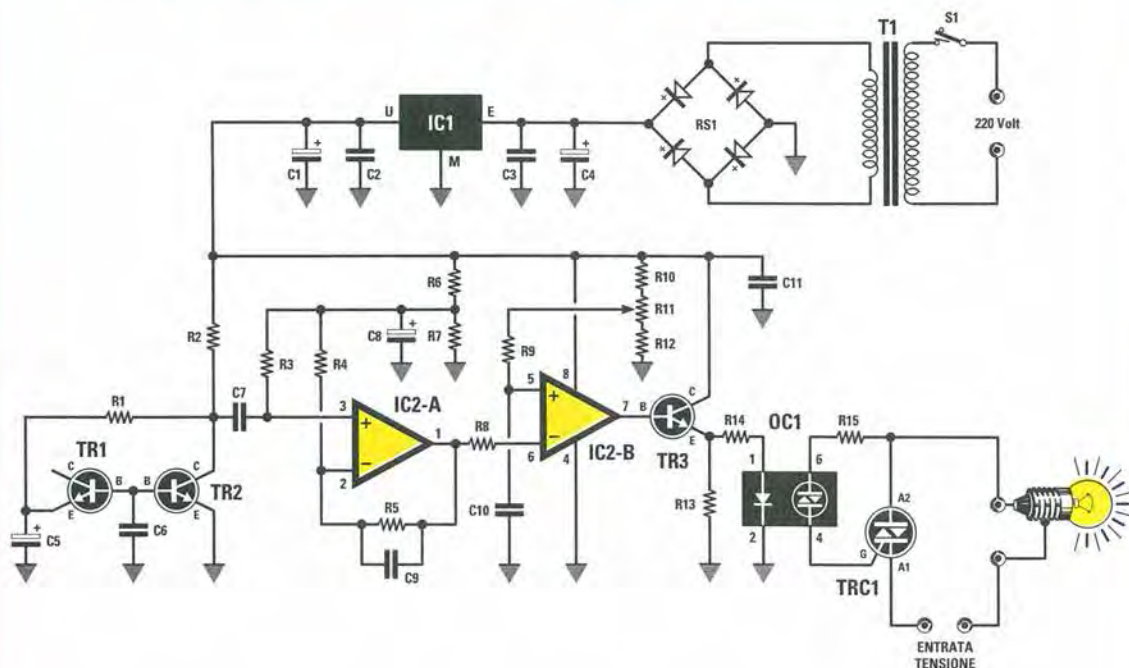 S1
T1
U
IC1
E
M
RS1
220 Volt
+
C1
C2
C3
+
C4
R6
R10
R11
R12
C11
R2
R3
R4
C8
+
R7
R9
R1
C7
IC2-A
5
8
+
−
6
4
7
IC2-B
B
C
E
TR3
R14
OC1
R15
3
+
−
2
1
R8
TR1
C
B
E
TR2
B
C
E
C5
+
C6
R5
C9
C10
R13
1
2
6
4
A2
G
A1
TRC1
ENTRATA
TENSIONE